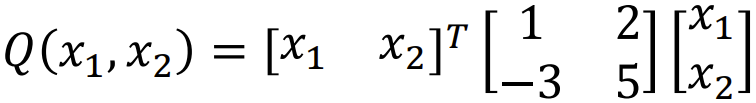 Q(x₁, x₂) = [x₁ x₂]ᵀ [1 2; −3 5] [x₁; x₂]